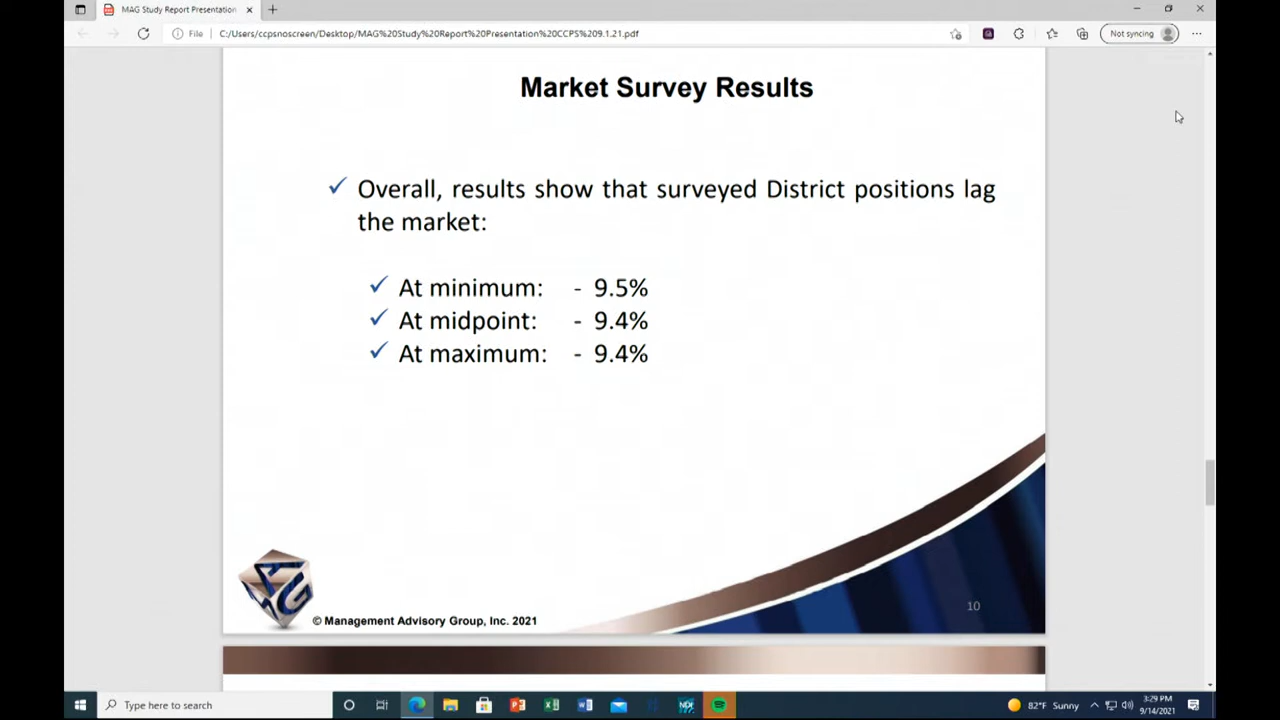 MAG Study Report Presentation
File
C:/Users/ccpsnoscreen/Desktop/MAG%20Study%20Report%20Presentation%20CCPS%209.1.21.pdf
Not syncing
Market Survey Results
Overall, results show that surveyed District positions lag
the market:
At minimum: - 9.5%
At midpoint: - 9.4%
At maximum: - 9.4%
MAG
© Management Advisory Group, Inc. 2021
10
Type here to search
NDI
82°F Sunny
3:29 PM
9/14/2021